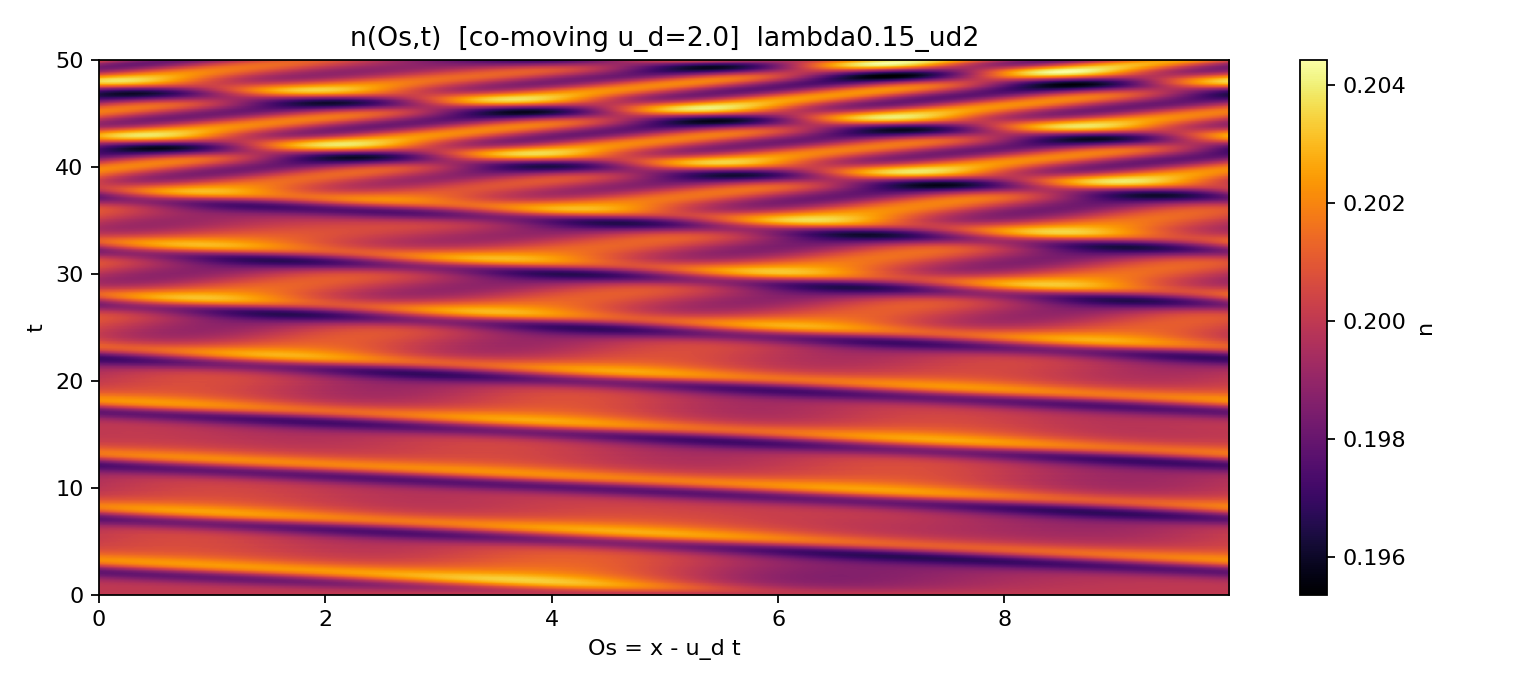 n(Os,t)  [co-moving u_d=2.0]  lambda0.15_ud2
50
40
30
20
10
0
t
0 2 4 6 8
Os = x - u_d t
0.204
0.202
0.200
0.198
0.196
n